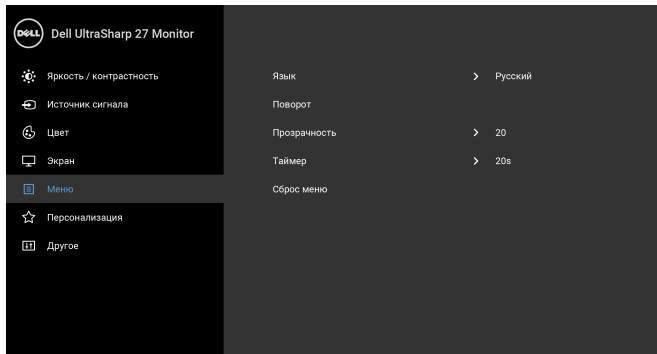 DELL Dell UltraSharp 27 Monitor
Яркость / контрастность
Язык Русский
Источник сигнала
Поворот
Цвет
Прозрачность 20
Экран
Таймер 20s
Меню
Сброс меню
Персонализация
Другое